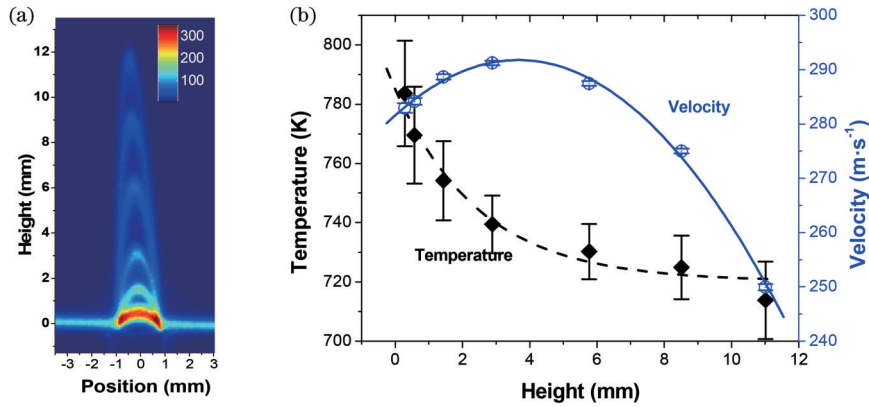 (a)
300
200
100
12
10
8
6
4
2
0
Height (mm)
-3 -2 -1 0 1 2 3
Position (mm)
(b)
800
780
760
740
720
700
Temperature (K)
Velocity
Temperature
300
290
280
270
260
250
240
Velocity (m·s⁻¹)
0 2 4 6 8 10 12
Height (mm)